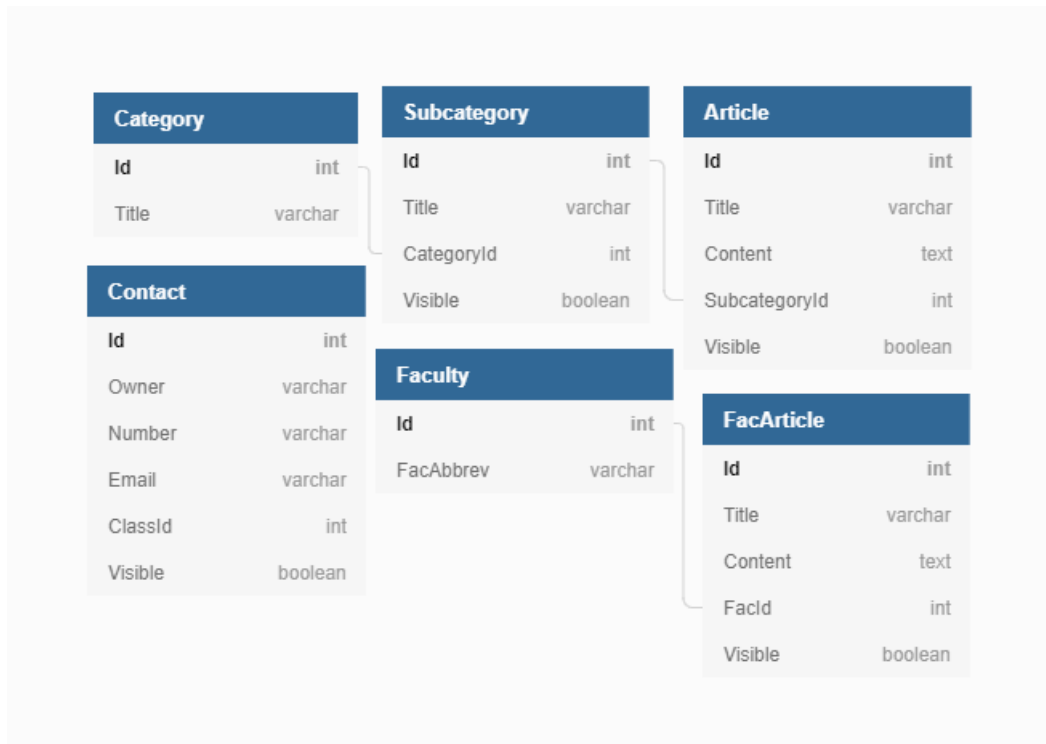 Category
Id int
Title varchar
Subcategory
Id int
Title varchar
CategoryId int
Visible boolean
Article
Id int
Title varchar
Content text
SubcategoryId int
Visible boolean
Contact
Id int
Owner varchar
Number varchar
Email varchar
ClassId int
Visible boolean
Faculty
Id int
FacAbbrev varchar
FacArticle
Id int
Title varchar
Content text
FacId int
Visible boolean